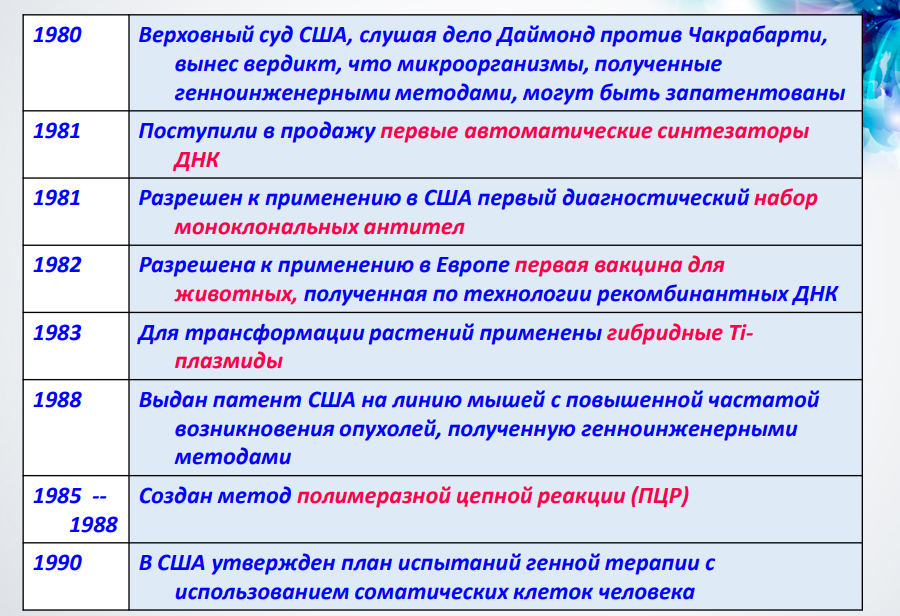 1980 Верховный суд США, слушая дело Даймонд против Чакрабарти,
вынес вердикт, что микроорганизмы, полученные
генноинженерными методами, могут быть запатентованы
1981 Поступили в продажу первые автоматические синтезаторы
ДНК
1981 Разрешен к применению в США первый диагностический набор
моноклональных антител
1982 Разрешена к применению в Европе первая вакцина для
животных, полученная по технологии рекомбинантных ДНК
1983 Для трансформации растений применены гибридные Ti-
плазмиды
1988 Выдан патент США на линию мышей с повышенной частатой
возникновения опухолей, полученную генноинженерными
методами
1985 -- Создан метод полимеразной цепной реакции (ПЦР)
1988
1990 В США утвержден план испытаний генной терапии с
использованием соматических клеток человека